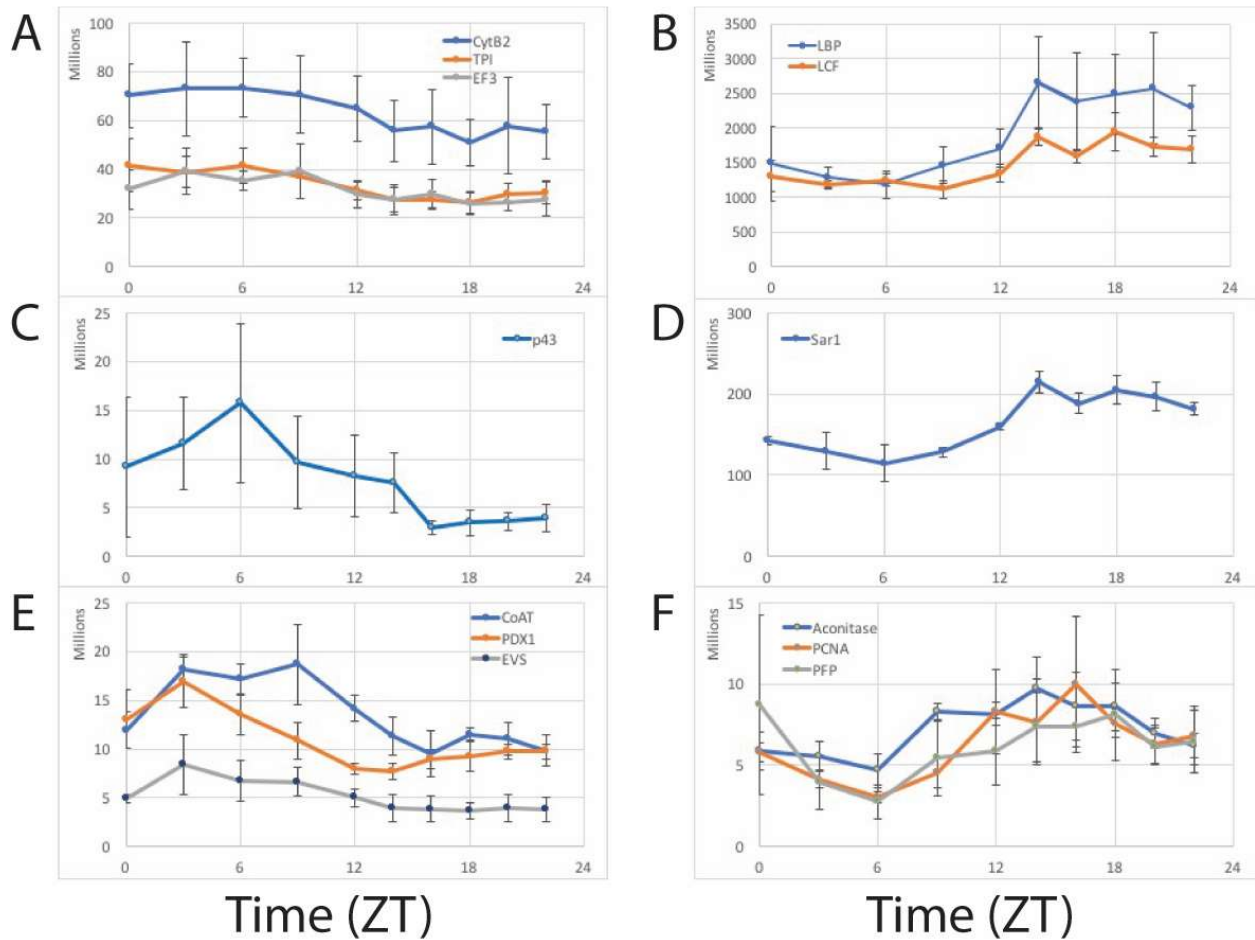 A
Millions
100
80
60
40
20
0
CytB2
TPI
EF3
0 6 12 18 24
B
Millions
3500
3000
2500
2000
1500
1000
500
0
LBP
LCF
0 6 12 18 24
C
Millions
25
20
15
10
5
0
p43
0 6 12 18 24
D
Millions
300
200
100
0
Sar1
0 6 12 18 24
E
Millions
25
20
15
10
5
0
CoAT
PDX1
EVS
0 6 12 18 24
F
Millions
15
10
5
0
Aconitase
PCNA
PFP
0 6 12 18 24
Time (ZT)
Time (ZT)